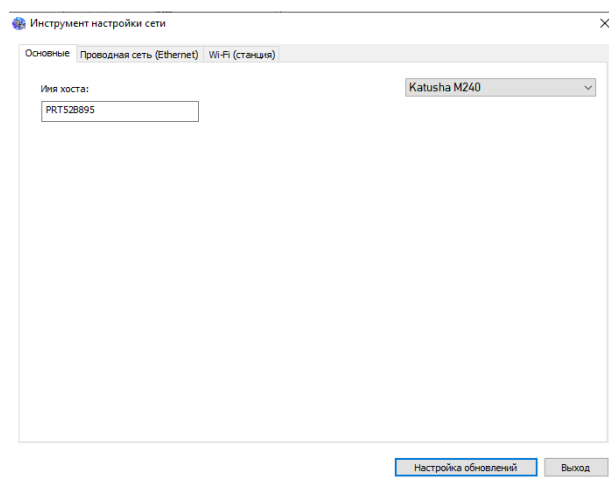 Инструмент настройки сети
Основные Проводная сеть (Ethernet) Wi-Fi (станция)
Имя хоста:
Katusha M240
PRT52B895
Настройка обновлений Выход